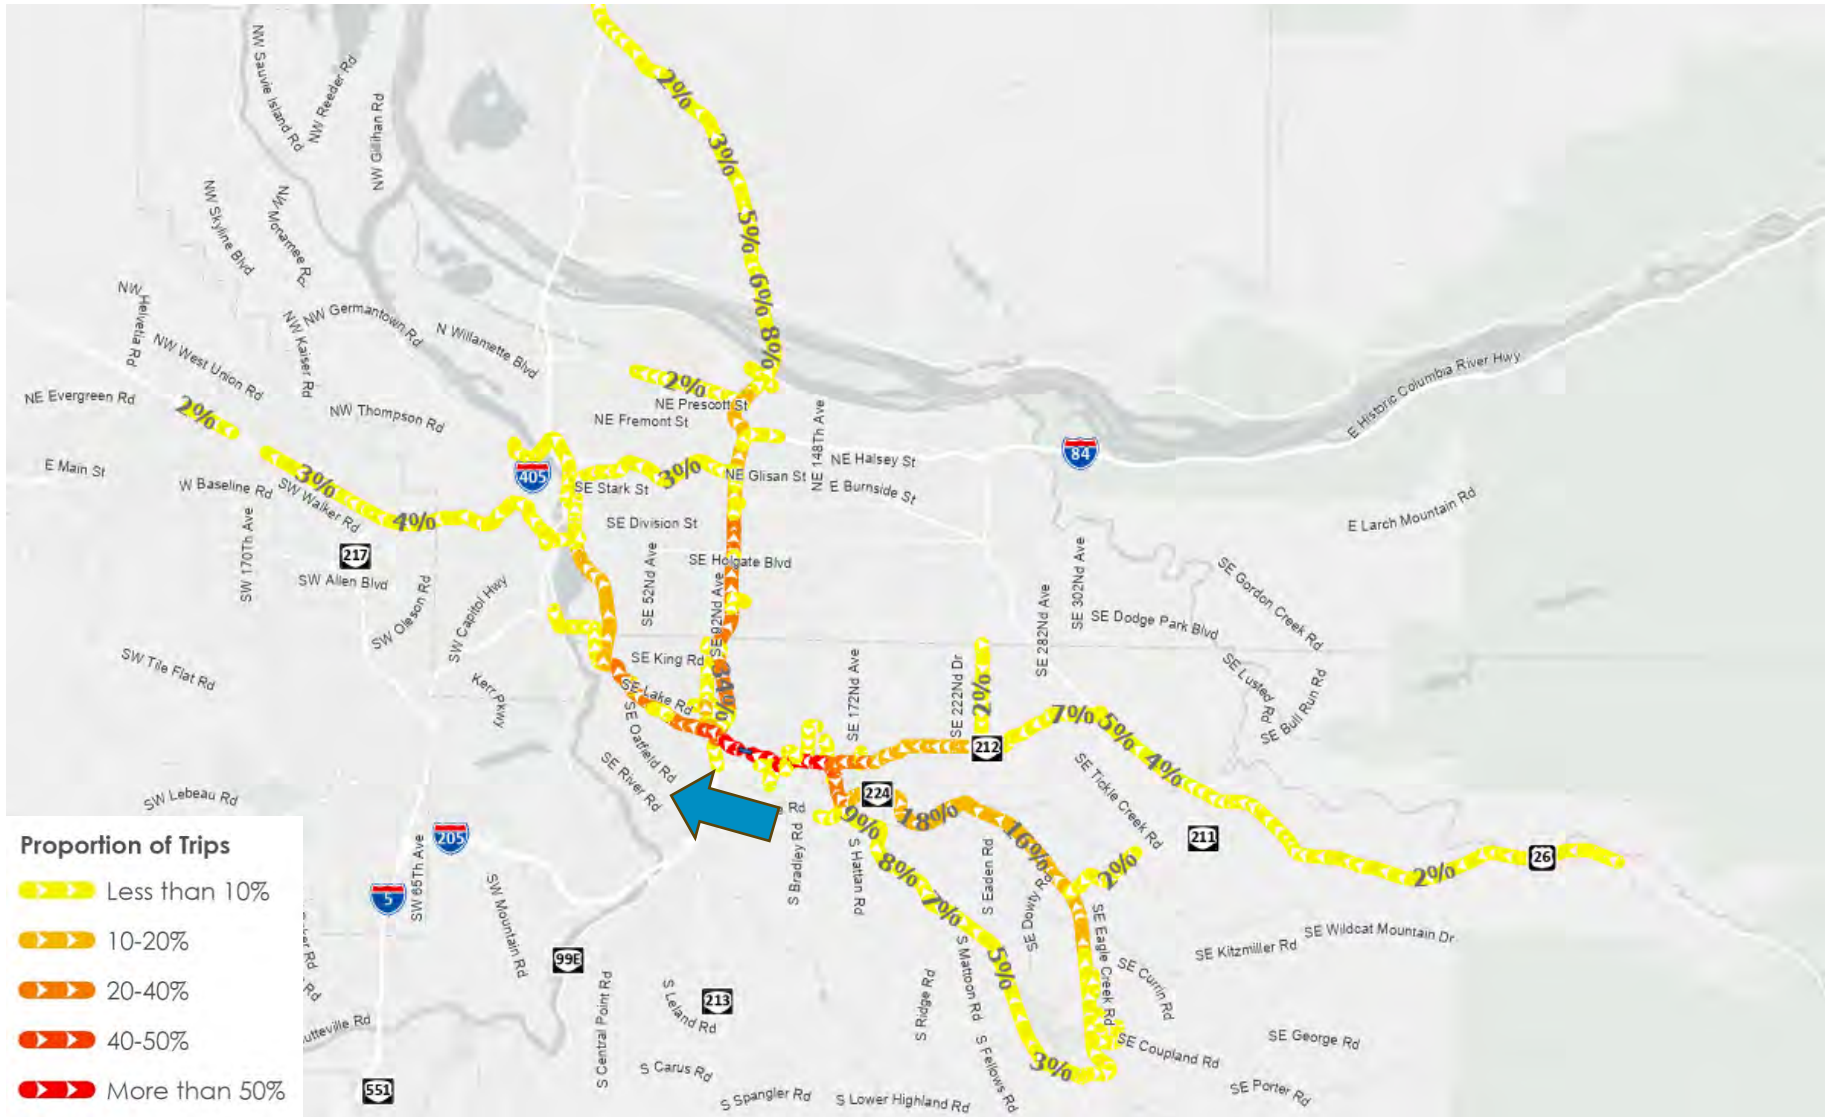 NW Sauvie Island Rd
NW Reeder Rd
NW Gillihan Rd
2%
3%
5%
6%
8%
NW Skyline Blvd
NW Mcnamee Rd
NW Helvetia Rd
NW Germantown Rd
NW Kaiser Rd
N Willamette Blvd
NW West Union Rd
NE Evergreen Rd
2%
NW Thompson Rd
2%
NE Prescott St
NE Fremont St
NE 148Th Ave
E Historic Columbia River Hwy
E Main St
3%
W Baseline Rd
SW Walker Rd
405
SE Stark St
3%
NE Glisan St
NE Halsey St
84
E Burnside St
E Larch Mountain Rd
4%
SE Division St
217
SW 170Th Ave
SW Allen Blvd
SW Oleson Rd
SW Capitol Hwy
SE 52Nd Ave
SE Holgate Blvd
SE 92Nd Ave
SE 282Nd Ave
SE 302Nd Ave
SE Gordon Creek Rd
SE Dodge Park Blvd
SW Tile Flat Rd
Kerr Pkwy
SE King Rd
34%
SE Lake Rd
SE 172Nd Ave
SE 222Nd Dr
2%
SE Lusted Rd
SE Bull Run Rd
SE Oatfield Rd
SE River Rd
212
7%
5%
4%
SE Tickle Creek Rd
SW Lebeau Rd
Rd
224
9%
18%
16%
2%
211
26
2%
S Bradley Rd
S Hattan Rd
8%
7%
5%
3%
S Eaden Rd
SE Dowty Rd
SE Eagle Creek Rd
SE Currin Rd
SE Kitzmiller Rd
SE Wildcat Mountain Dr
205
5
SW 65Th Ave
SW Mountain Rd
99E
S Central Point Rd
S Leland Rd
213
S Ridge Rd
S Mattoon Rd
S Fellows Rd
SE Coupland Rd
SE George Rd
SE Porter Rd
S Carus Rd
S Spangler Rd
S Lower Highland Rd
551
Rd
Rd
Rd
Proportion of Trips
Less than 10%
10-20%
20-40%
40-50%
More than 50%